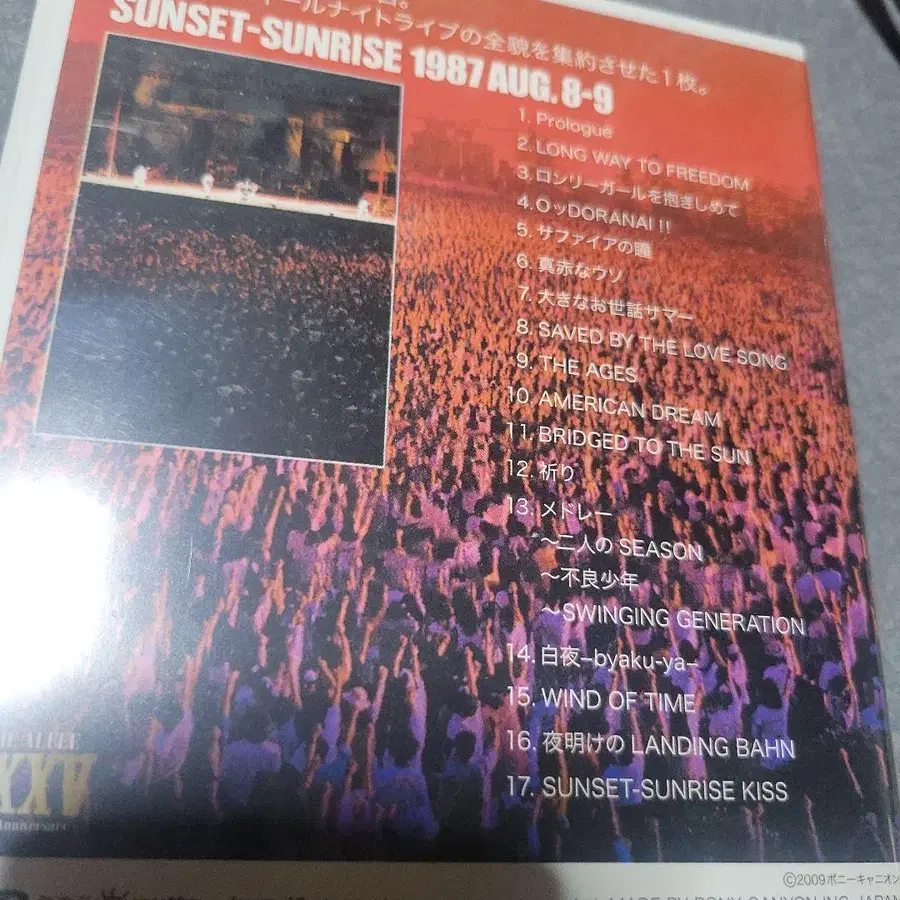 ールナイトライブの全貌を集約させた1枚。
SUNSET-SUNRISE 1987 AUG. 8-9
1. Prologue
2. LONG WAY TO FREEDOM
3. ロンリーガールを抱きしめて
4. OッDORANAI !!
5. サファイアの瞳
6. 真赤なウソ
7. 大きなお世話サマー
8. SAVED BY THE LOVE SONG
9. THE AGES
10. AMERICAN DREAM
11. BRIDGED TO THE SUN
12. 祈り
13. メドレー
～二人の SEASON
～不良少年
～SWINGING GENERATION
14. 白夜–byaku-ya–
15. WIND OF TIME
16. 夜明けの LANDING BAHN
17. SUNSET-SUNRISE KISS
XXV
©2009 ポニーキャニオン
MADE BY PONY CANYON INC. JAPAN